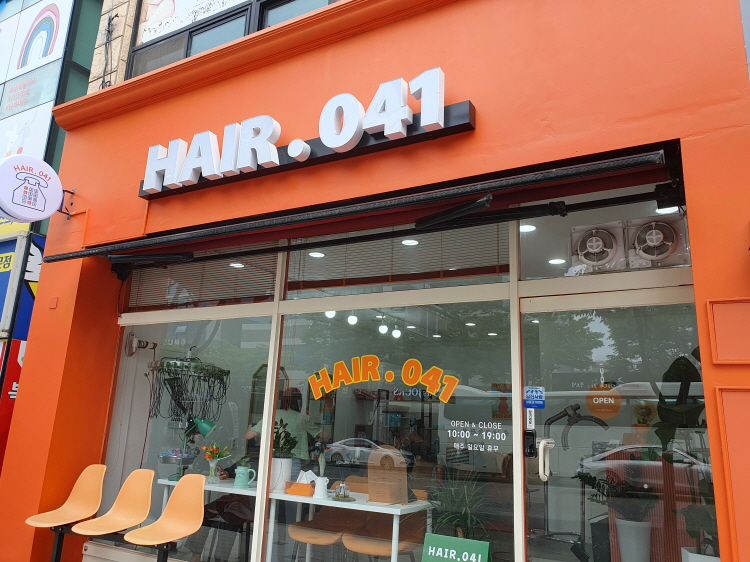 HAIR.041
HAIR.041
HAIR.041
OPEN & CLOSE
10:00 ~ 19:00
매주 일요일 휴무
OPEN
HAIR.041